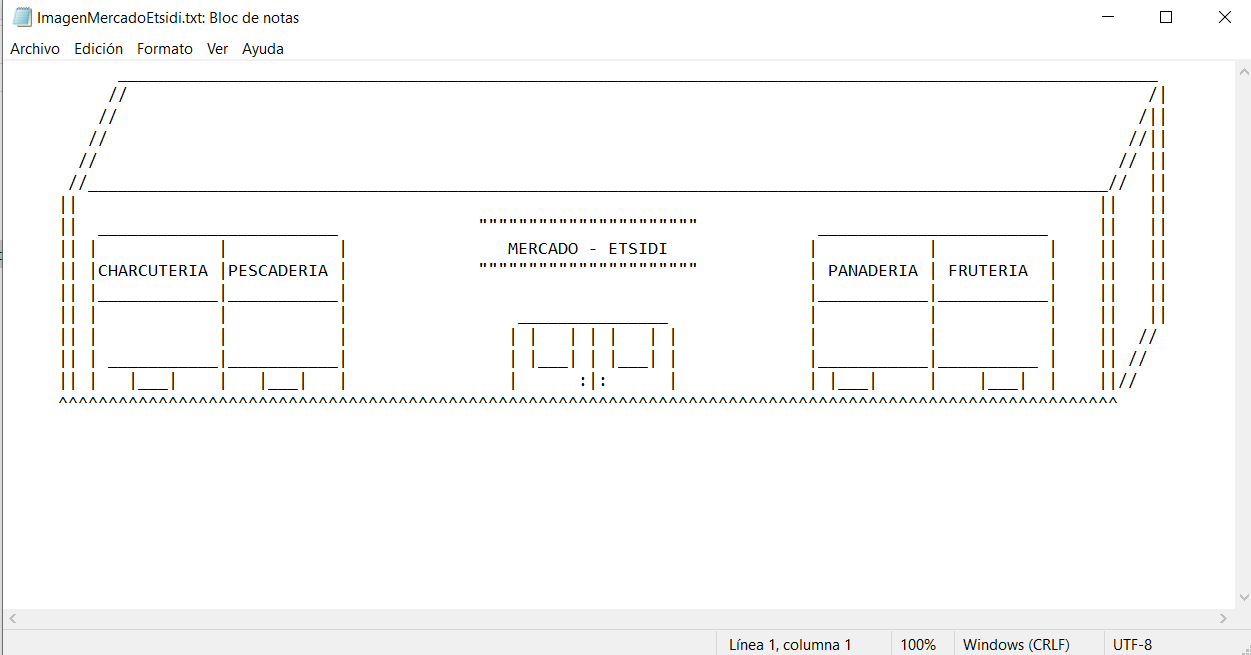 ImagenMercadoEtsidi.txt: Bloc de notas
Archivo Edición Formato Ver Ayuda
MERCADO - ETSIDI
CHARCUTERIA PESCADERIA PANADERIA FRUTERIA
Línea 1, columna 1 100% Windows (CRLF) UTF-8